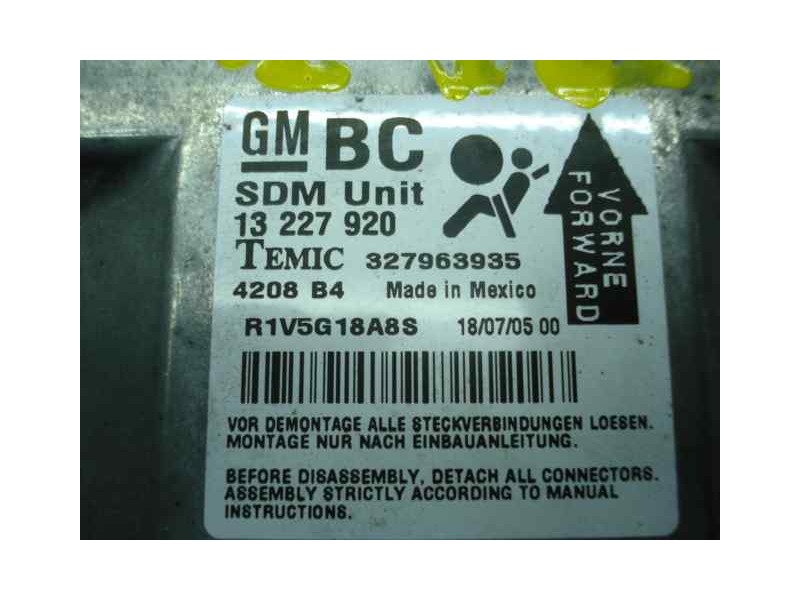 GM BC
SDM Unit
13 227 920
TEMIC 327963935
4208 B4 Made in Mexico
R1V5G18A8S 18/07/05 00
VORNE
FORWARD
VOR DEMONTAGE ALLE STECKVERBINDUNGEN LOESEN.
MONTAGE NUR NACH EINBAUANLEITUNG.
BEFORE DISASSEMBLY, DETACH ALL CONNECTORS.
ASSEMBLY STRICTLY ACCORDING TO MANUAL
INSTRUCTIONS.